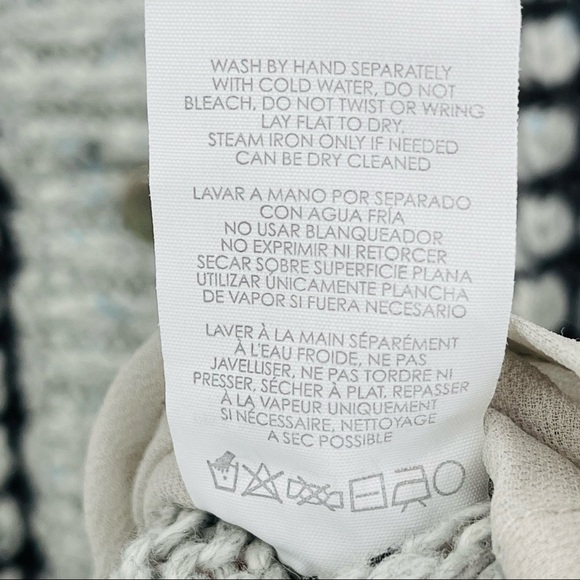 WASH BY HAND SEPARATELY
WITH COLD WATER, DO NOT
BLEACH, DO NOT TWIST OR WRING
LAY FLAT TO DRY.
STEAM IRON ONLY IF NEEDED
CAN BE DRY CLEANED
LAVAR A MANO POR SEPARADO
CON AGUA FRÍA
NO USAR BLANQUEADOR
NO EXPRIMIR NI RETORCER
SECAR SOBRE SUPERFICIE PLANA
UTILIZAR ÚNICAMENTE PLANCHA
DE VAPOR SI FUERA NECESARIO
LAVER À LA MAIN SÉPARÉMENT
À L'EAU FROIDE, NE PAS
JAVELLISER, NE PAS TORDRE NI
PRESSER, SÉCHER À PLAT, REPASSER
À LA VAPEUR UNIQUEMENT
SI NÉCESSAIRE, NETTOYAGE
A SEC POSSIBLE